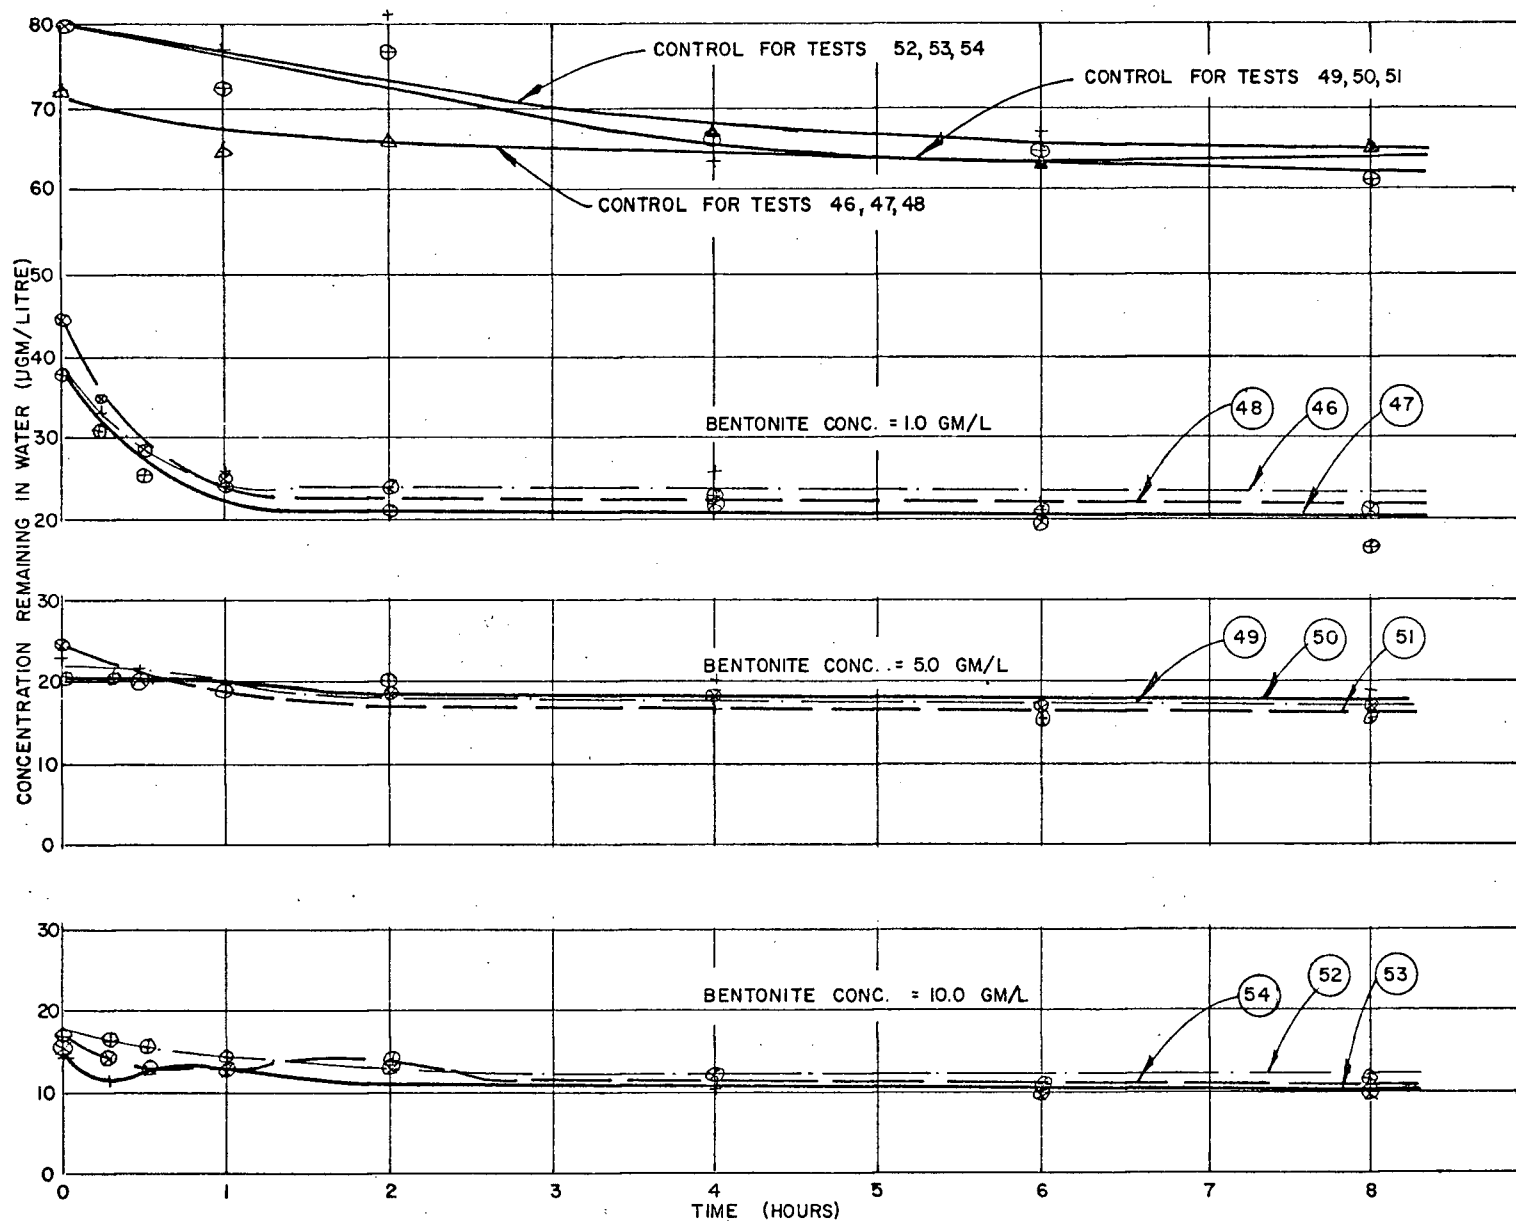 80
70
60
50
40
30
20
CONTROL FOR TESTS 52, 53, 54
CONTROL FOR TESTS 49, 50, 51
CONTROL FOR TESTS 46, 47, 48
BENTONITE CONC. = 1.0 GM/L
48
46
47
CONCENTRATION REMAINING IN WATER (µGM/LITRE)
30
20
10
0
BENTONITE CONC. = 5.0 GM/L
49
50
51
30
20
10
0
BENTONITE CONC. = 10.0 GM/L
54
52
53
0 1 2 3 4 5 6 7 8
TIME (HOURS)